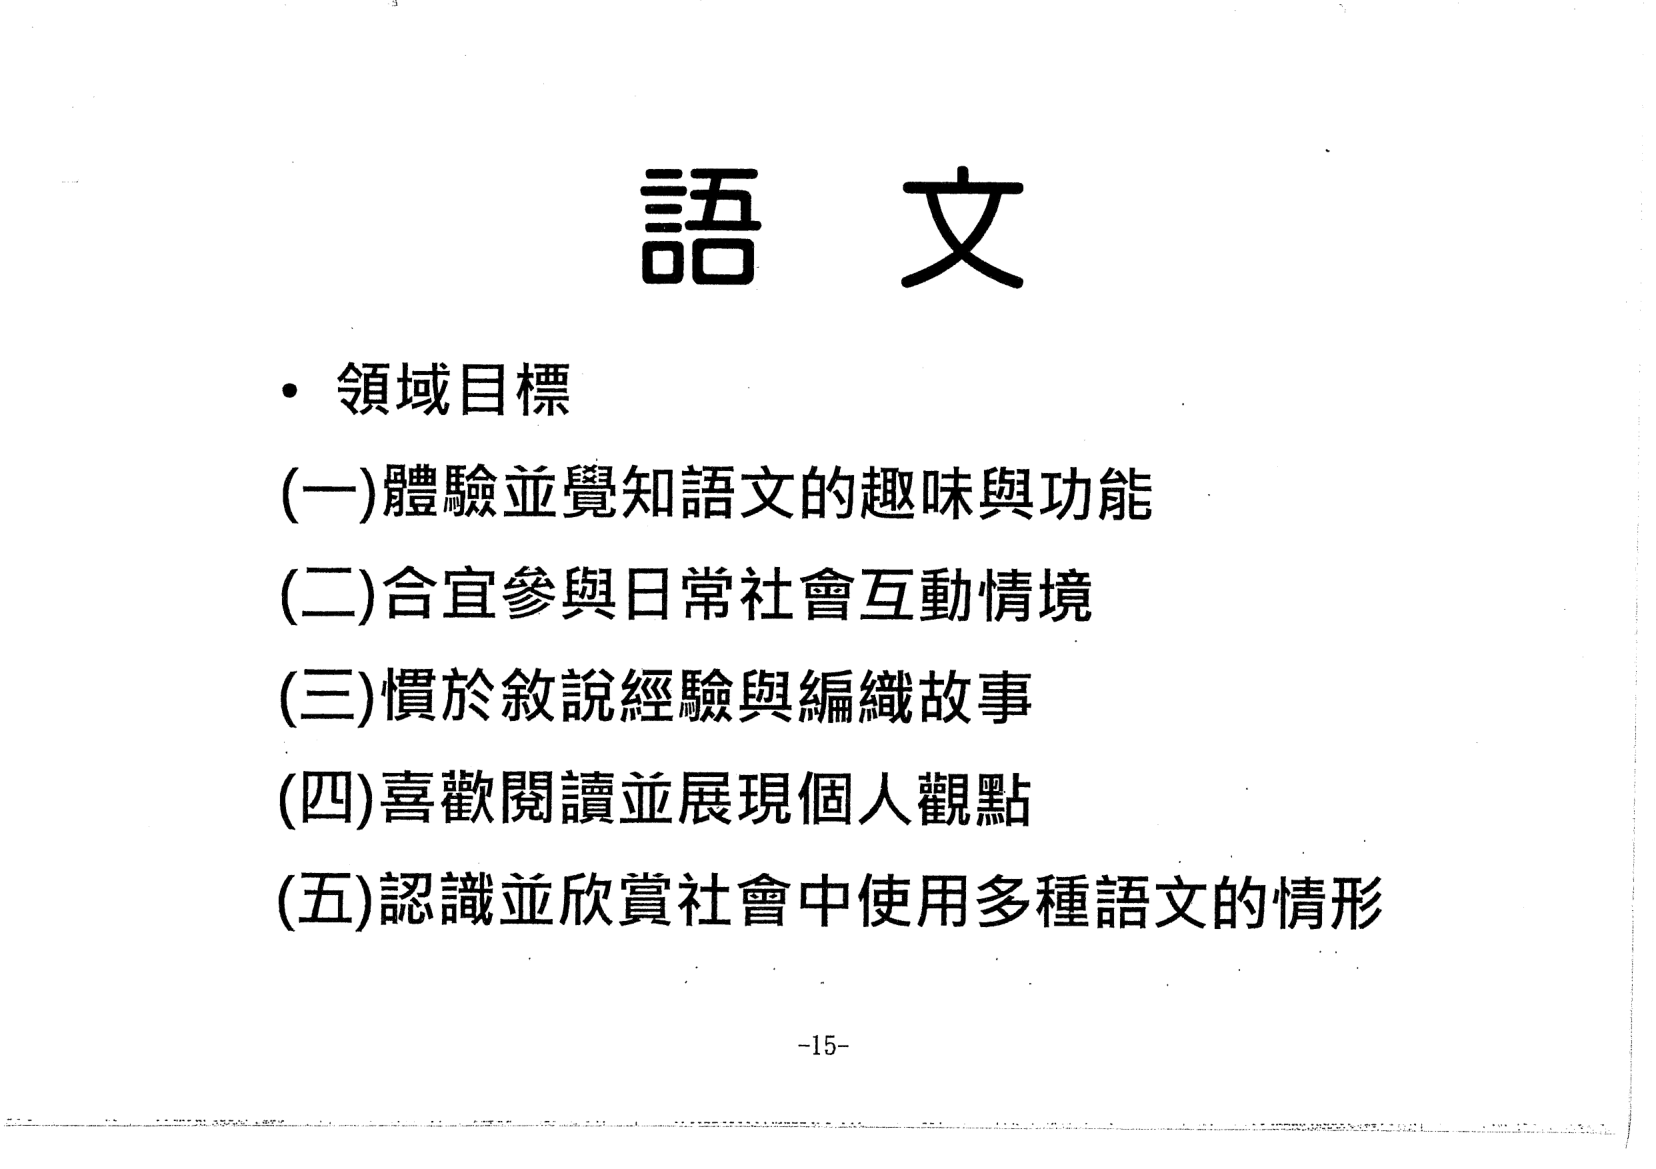 語 文
• 領域目標
(一)體驗並覺知語文的趣味與功能
(二)合宜參與日常社會互動情境
(三)慣於敘說經驗與編織故事
(四)喜歡閱讀並展現個人觀點
(五)認識並欣賞社會中使用多種語文的情形
-15-